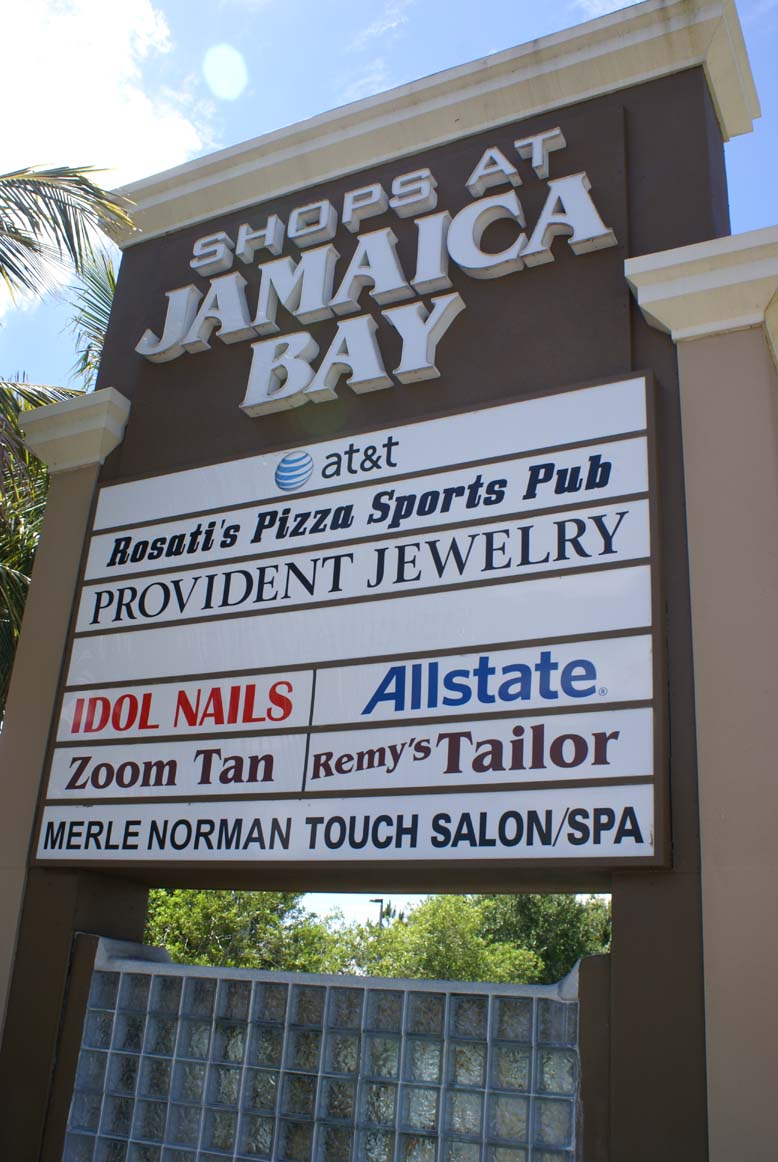 SHOPS AT
JAMAICA
BAY
at&t
Rosati's Pizza Sports Pub
PROVIDENT JEWELRY
IDOL NAILS
Allstate®
Zoom Tan
Remy's Tailor
MERLE NORMAN TOUCH SALON/SPA